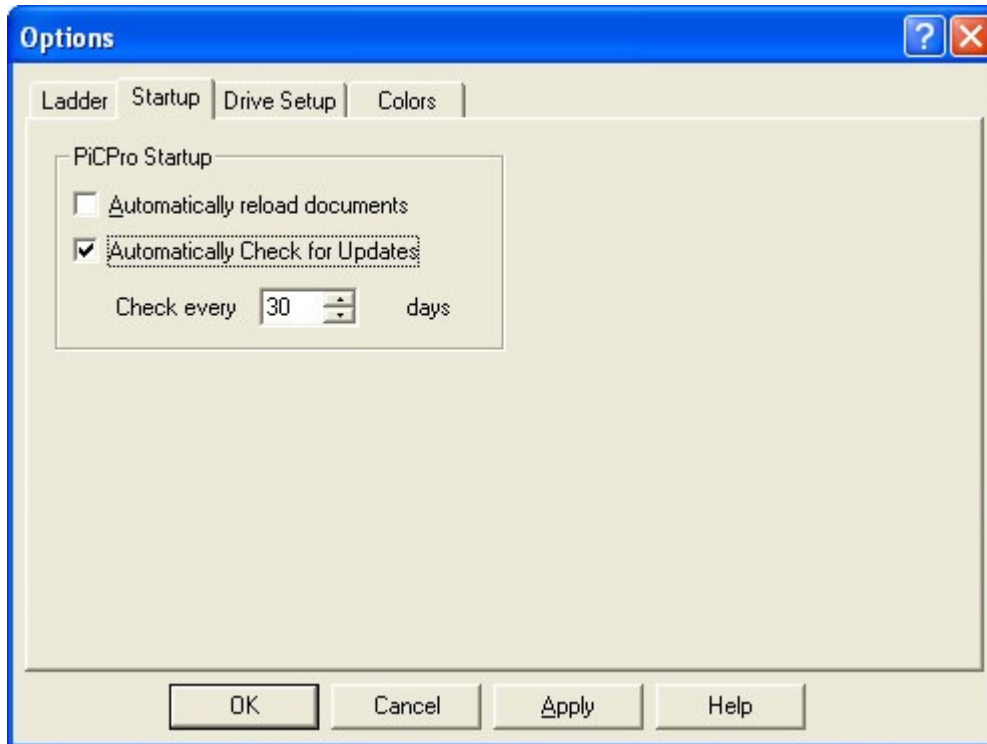 Options
Ladder Startup Drive Setup Colors
PiCPro Startup
Automatically reload documents
Automatically Check for Updates
Check every 30 days
OK Cancel Apply Help